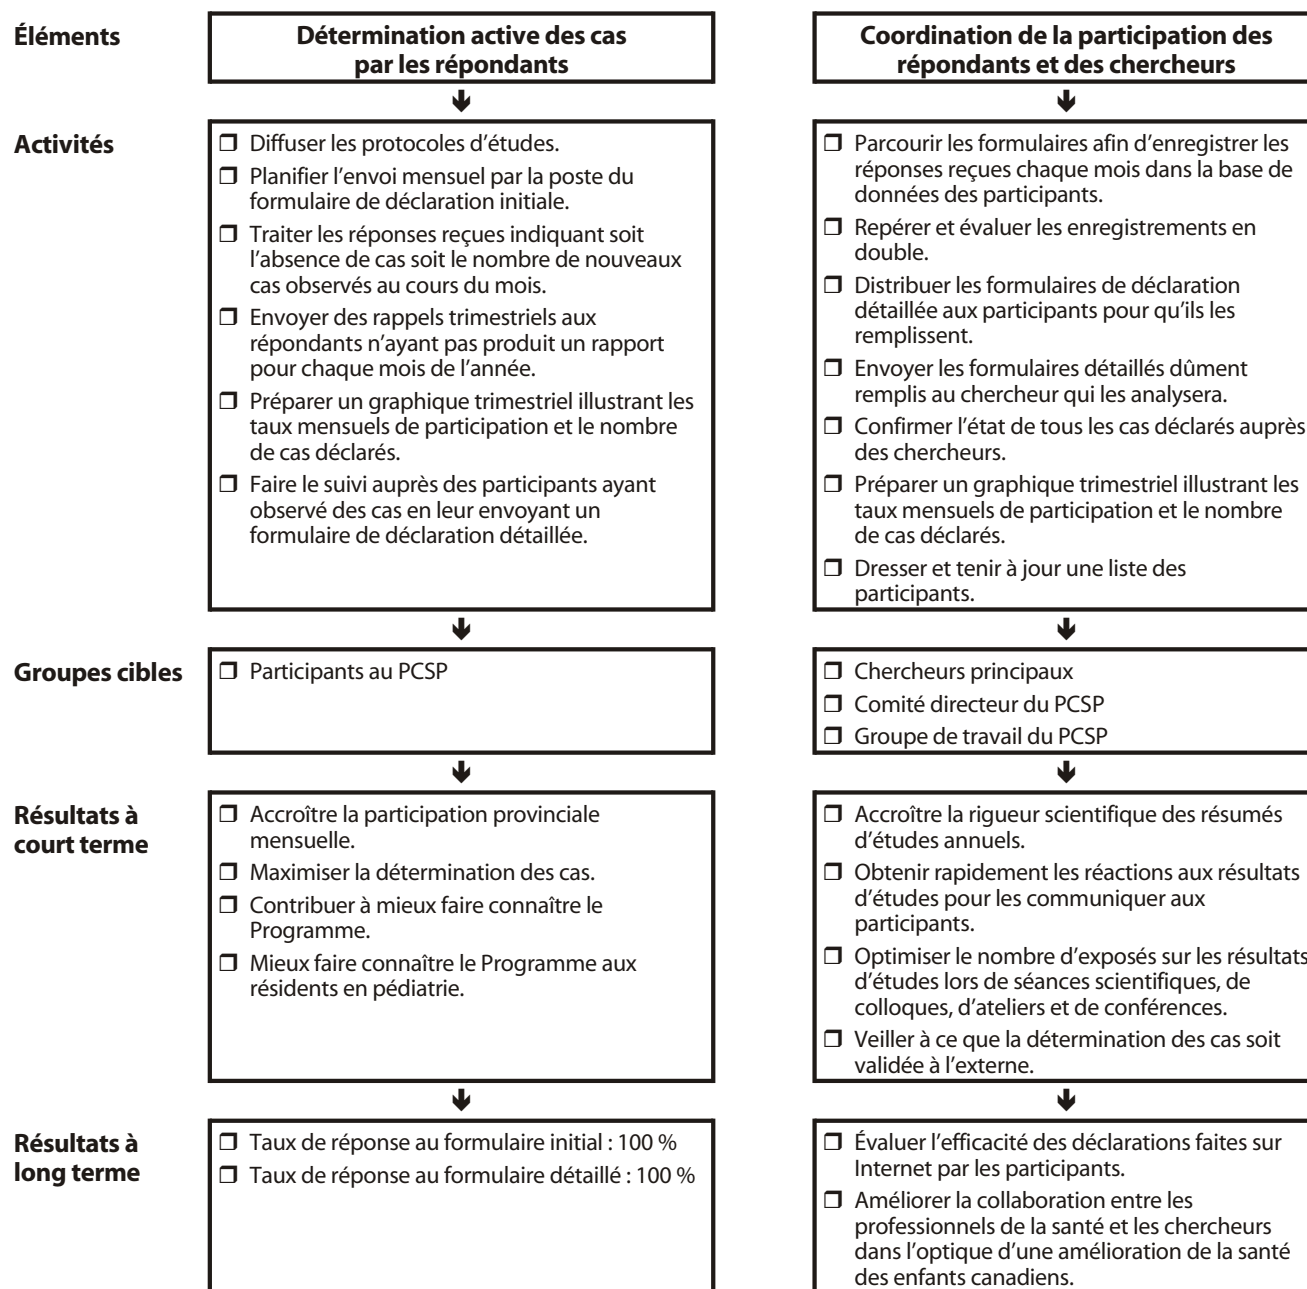 Éléments
Détermination active des cas
par les répondants
Coordination de la participation des
répondants et des chercheurs
Activités
❒ Diffuser les protocoles d'études.
❒ Planifier l'envoi mensuel par la poste du
formulaire de déclaration initiale.
❒ Traiter les réponses reçues indiquant soit
l'absence de cas soit le nombre de nouveaux
cas observés au cours du mois.
❒ Envoyer des rappels trimestriels aux
répondants n'ayant pas produit un rapport
pour chaque mois de l'année.
❒ Préparer un graphique trimestriel illustrant les
taux mensuels de participation et le nombre
de cas déclarés.
❒ Faire le suivi auprès des participants ayant
observé des cas en leur envoyant un
formulaire de déclaration détaillée.
❒ Parcourir les formulaires afin d'enregistrer les
réponses reçues chaque mois dans la base de
données des participants.
❒ Repérer et évaluer les enregistrements en
double.
❒ Distribuer les formulaires de déclaration
détaillée aux participants pour qu'ils les
remplissent.
❒ Envoyer les formulaires détaillés dûment
remplis au chercheur qui les analysera.
❒ Confirmer l'état de tous les cas déclarés auprès
des chercheurs.
❒ Préparer un graphique trimestriel illustrant les
taux mensuels de participation et le nombre
de cas déclarés.
❒ Dresser et tenir à jour une liste des
participants.
Groupes cibles
❒ Participants au PCSP
❒ Chercheurs principaux
❒ Comité directeur du PCSP
❒ Groupe de travail du PCSP
Résultats à
court terme
❒ Accroître la participation provinciale
mensuelle.
❒ Maximiser la détermination des cas.
❒ Contribuer à mieux faire connaître le
Programme.
❒ Mieux faire connaître le Programme aux
résidents en pédiatrie.
❒ Accroître la rigueur scientifique des résumés
d'études annuels.
❒ Obtenir rapidement les réactions aux résultats
d'études pour les communiquer aux
participants.
❒ Optimiser le nombre d'exposés sur les résultats
d'études lors de séances scientifiques, de
colloques, d'ateliers et de conférences.
❒ Veiller à ce que la détermination des cas soit
validée à l'externe.
Résultats à
long terme
❒ Taux de réponse au formulaire initial : 100 %
❒ Taux de réponse au formulaire détaillé : 100 %
❒ Évaluer l'efficacité des déclarations faites sur
Internet par les participants.
❒ Améliorer la collaboration entre les
professionnels de la santé et les chercheurs
dans l'optique d'une amélioration de la santé
des enfants canadiens.